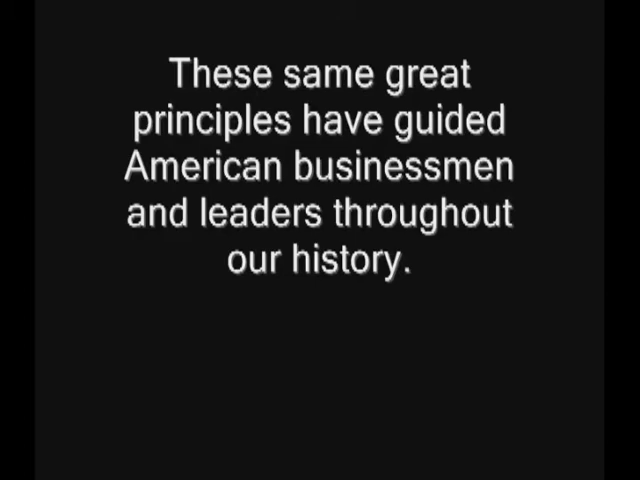 These same great
principles have guided
American businessmen
and leaders throughout
our history.